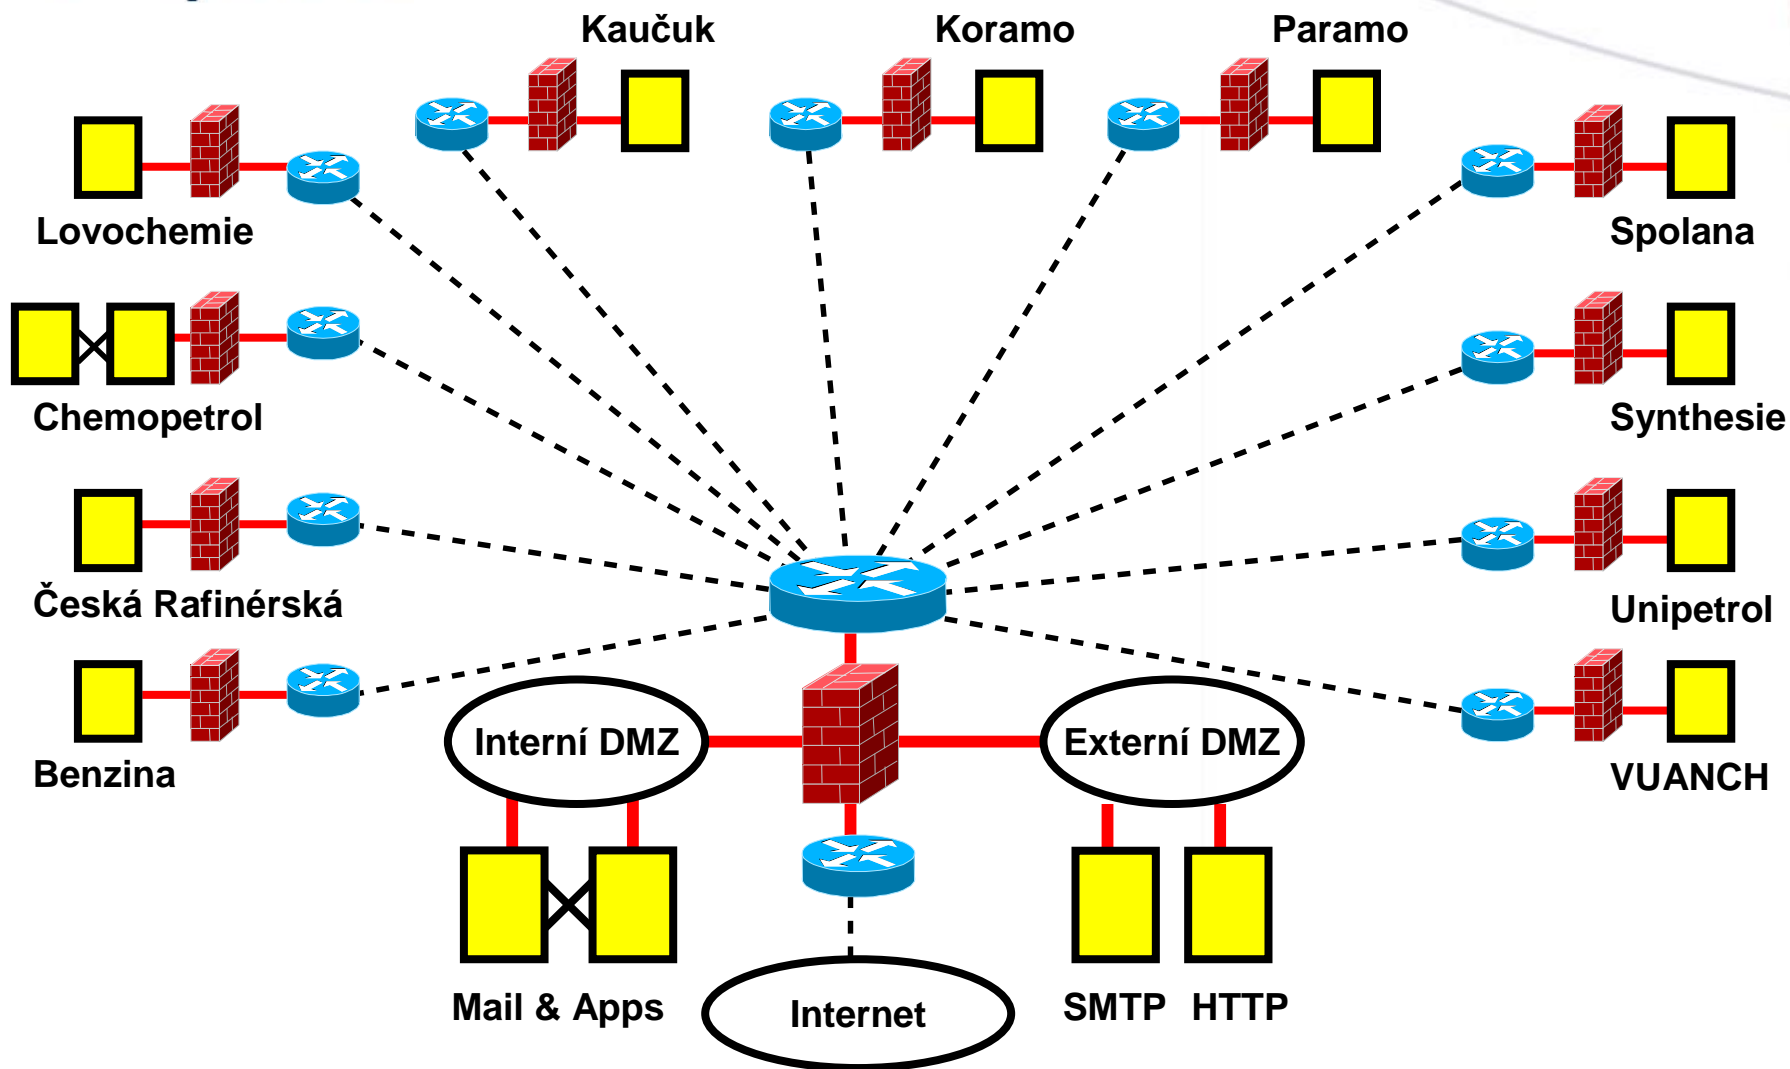 Kaučuk
Koramo
Paramo
Lovochemie
Spolana
Chemopetrol
Synthesie
Česká Rafinérská
Unipetrol
Benzina
VUANCH
Interní DMZ
Externí DMZ
Mail & Apps
Internet
SMTP
HTTP